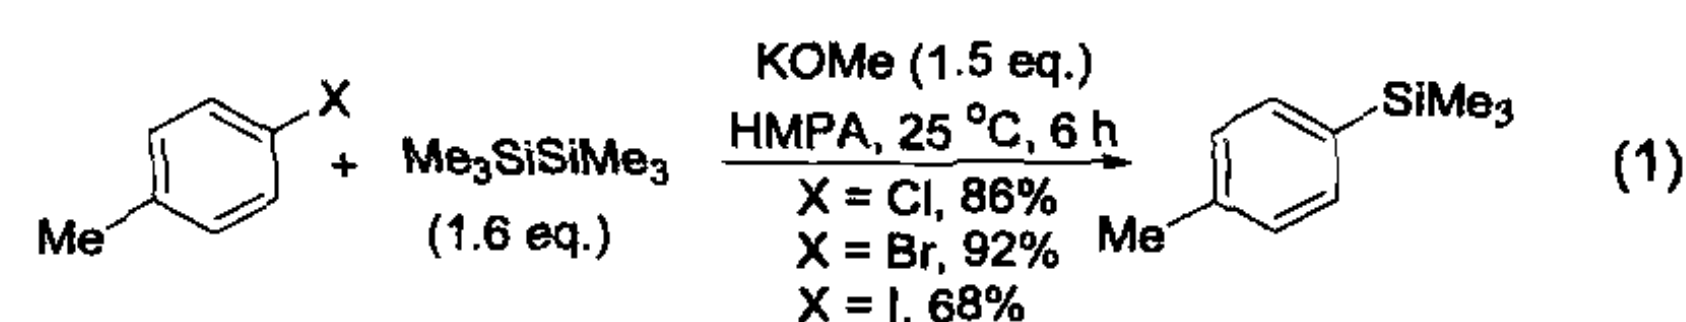 KOMe (1.5 eq.)
HMPA, 25 °C, 6 h
X
+
Me₃SiSiMe₃
(1.6 eq.)
Me
X = Cl, 86%
X = Br, 92%
X = I, 68%
SiMe₃
Me
(1)